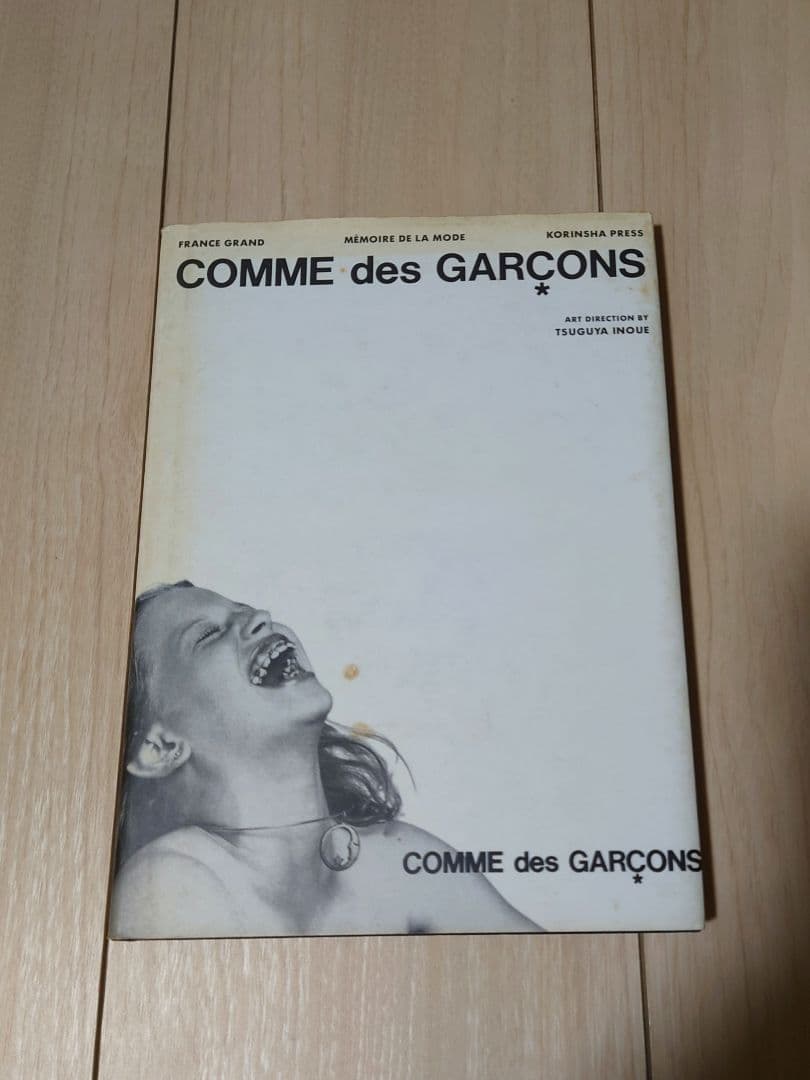 FRANCE GRAND MÉMOIRE DE LA MODE KORINSHA PRESS
COMME des GARÇONS
*
ART DIRECTION BY
TSUGUYA INOUE
COMME des GARÇONS
*